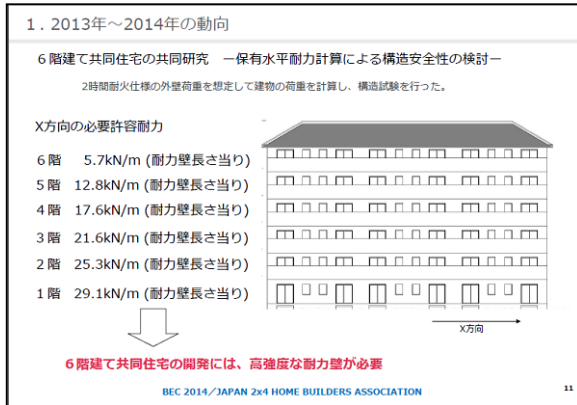 1．2013年～2014年の動向
6階建て共同住宅の共同研究　－保有水平耐力計算による構造安全性の検討－
2時間耐火仕様の外壁荷重を想定して建物の荷重を計算し、構造試験を行った。
X方向の必要許容耐力
6階　5.7kN/m (耐力壁長さ当り)
5階　12.8kN/m (耐力壁長さ当り)
4階　17.6kN/m (耐力壁長さ当り)
3階　21.6kN/m (耐力壁長さ当り)
2階　25.3kN/m (耐力壁長さ当り)
1階　29.1kN/m (耐力壁長さ当り)
X方向
6階建て共同住宅の開発には、高強度な耐力壁が必要
BEC 2014／JAPAN 2x4 HOME BUILDERS ASSOCIATION
11